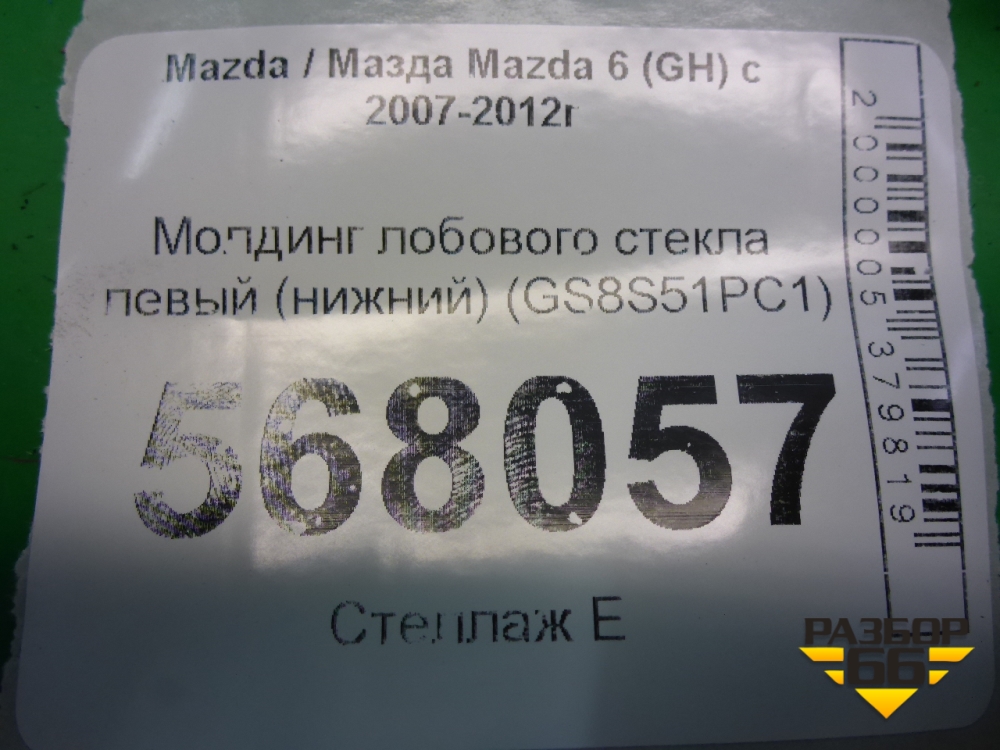 Mazda / Мазда Mazda 6 (GH) с
2007-2012г
Молдинг лобового стекла
левый (нижний) (GS8S51PC1)
568057
Стеллаж Е
2000005379819
РАЗБОР
66